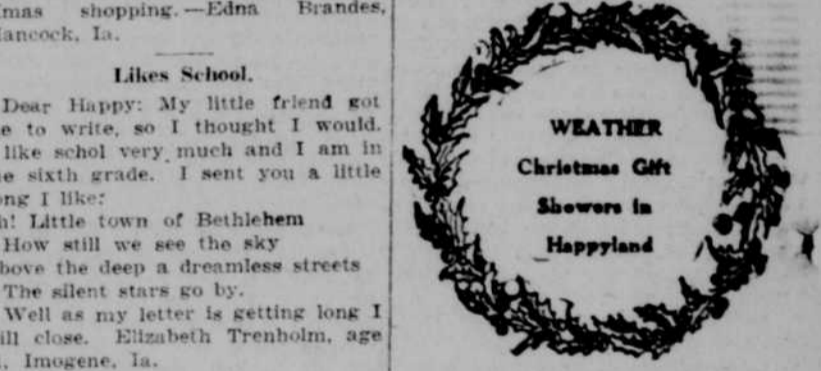 mas shopping.—Edna Brandes,
ancock, Ia.
Likes School.
Dear Happy: My little friend got
e to write, so I thought I would.
like schol very much and I am in
e sixth grade. I sent you a little
ong I like:
h! Little town of Bethlehem
How still we see the sky
bove the deep a dreamless streets
The silent stars go by.
Well as my letter is getting long I
ill close. Elizabeth Trenholm, age
, Imogene, Ia.
WEATHER
Christmas Gift
Showers in
Happyland